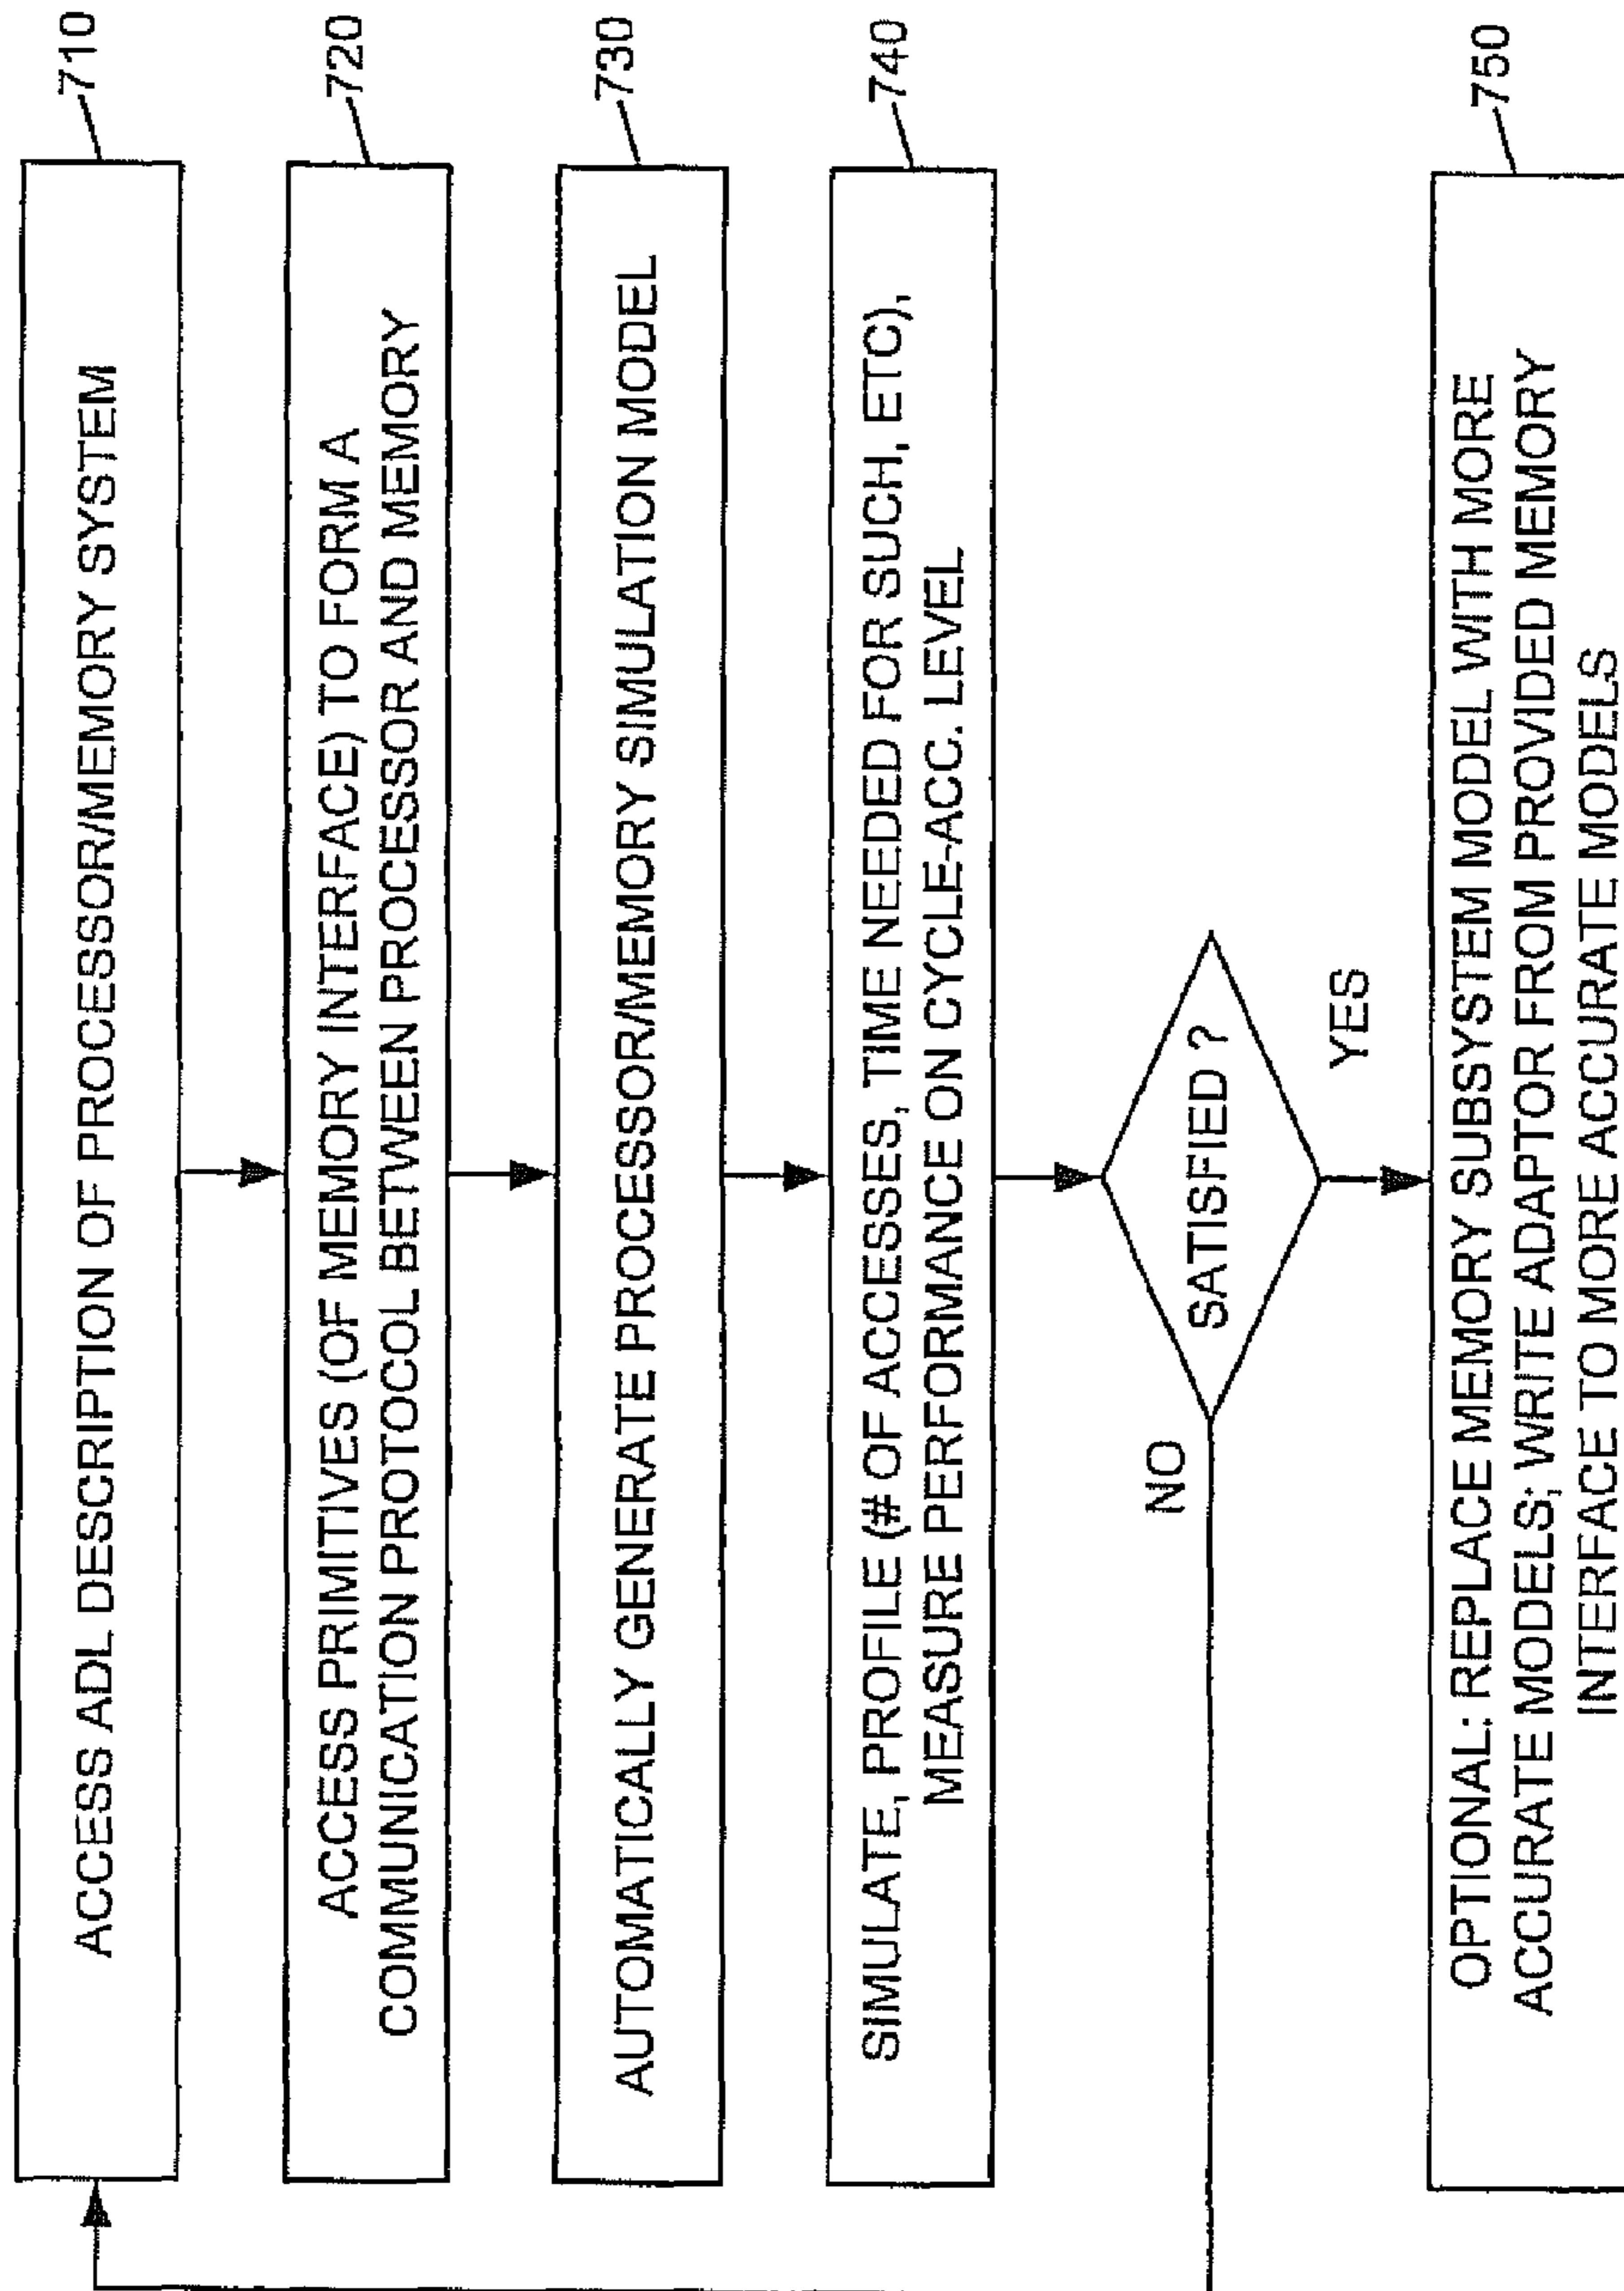 ACCESS ADL DESCRIPTION OF PROCESSOR/MEMORY SYSTEM
710
ACCESS PRIMITIVES (OF MEMORY INTERFACE) TO FORM A
COMMUNICATION PROTOCOL BETWEEN PROCESSOR AND MEMORY
720
AUTOMATICALLY GENERATE PROCESSOR/MEMORY SIMULATION MODEL
730
SIMULATE, PROFILE (# OF ACCESSES, TIME NEEDED FOR SUCH, ETC),
MEASURE PERFORMANCE ON CYCLE-ACC. LEVEL
740
SATISFIED ?
NO
YES
OPTIONAL: REPLACE MEMORY SUBSYSTEM MODEL WITH MORE
ACCURATE MODELS; WRITE ADAPTOR FROM PROVIDED MEMORY
INTERFACE TO MORE ACCURATE MODELS
750